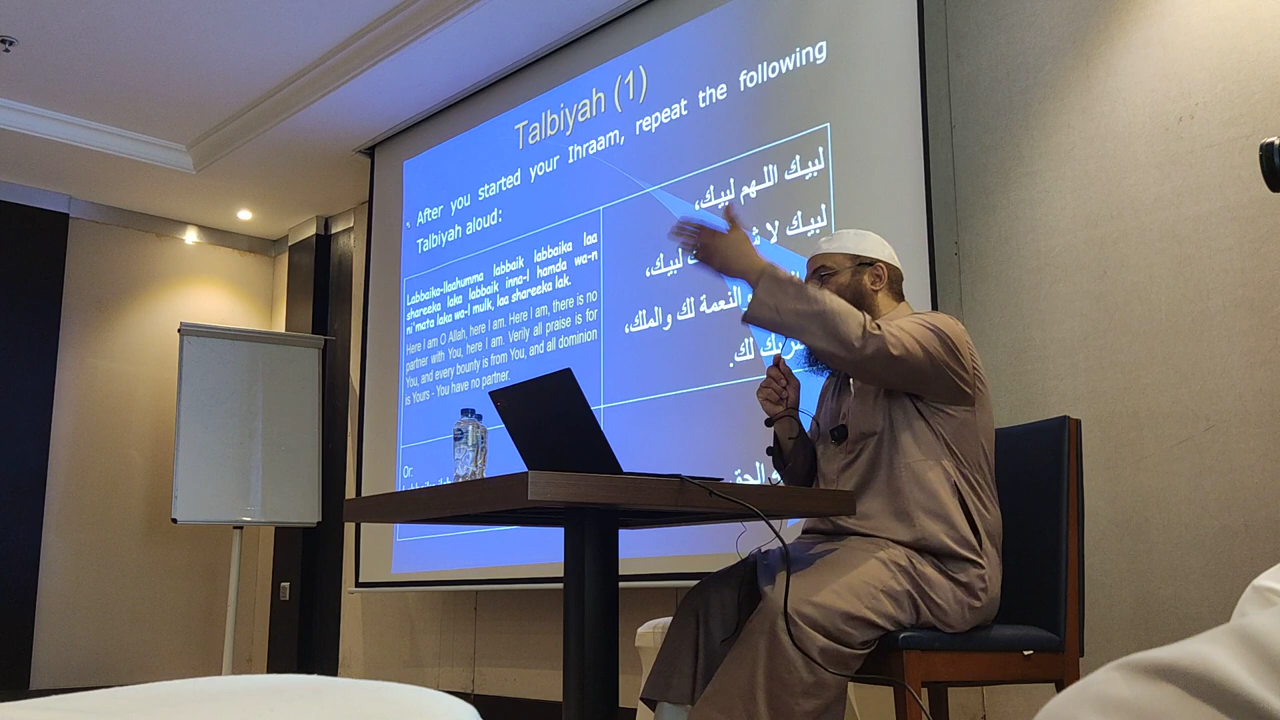 Talbiyah (1)
After you started your Ihraam, repeat the following
Talbiyah aloud:
Labbaika-llaahumma labbaik labbaika laa
shareeka laka labbaik inna-l hamda wa-n
ni'mata laka wa-l mulk, laa shareeka lak.
Here I am O Allah, here I am. Here I am, there is no
partner with You, here I am. Verily all praise is for
You, and every bounty is from You, and all dominion
is Yours - You have no partner.
لبيك اللهم لبيك،
لبيك لا
لبيك،
والنعمة لك والملك،
لك.
Or: